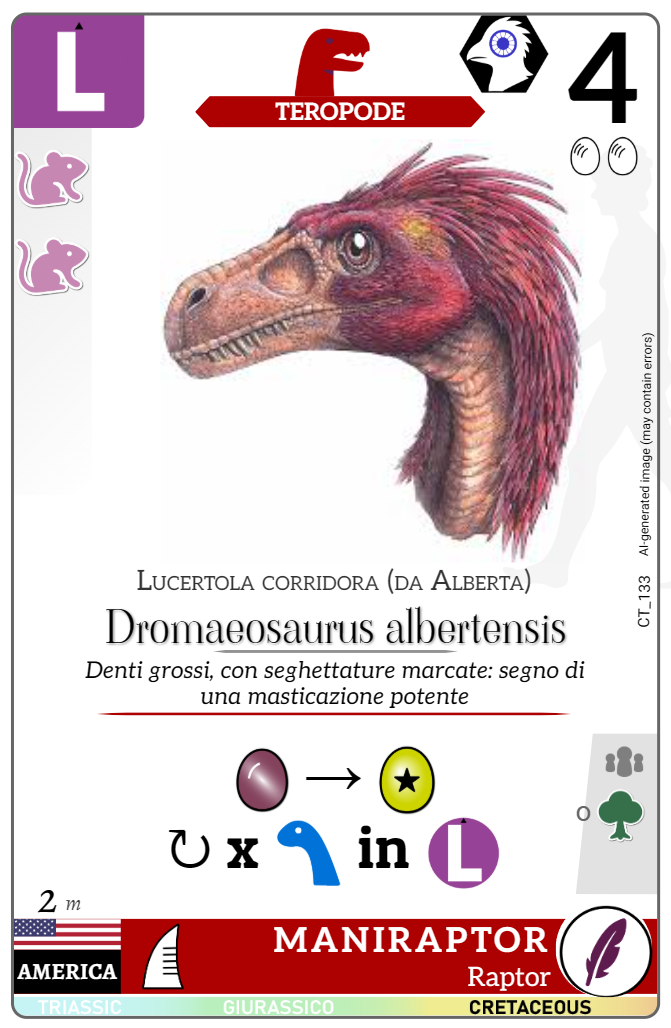 L
TEROPODE
4
AI-generated image (may contain errors)
CT_133
Lucertola corridora (da Alberta)
Dromaeosaurus albertensis
Denti grossi, con seghettature marcate: segno di
una masticazione potente
→
x in L
o
2 m
AMERICA
MANIRAPTOR
Raptor
TRIASSIC GIURASSICO CRETACEOUS